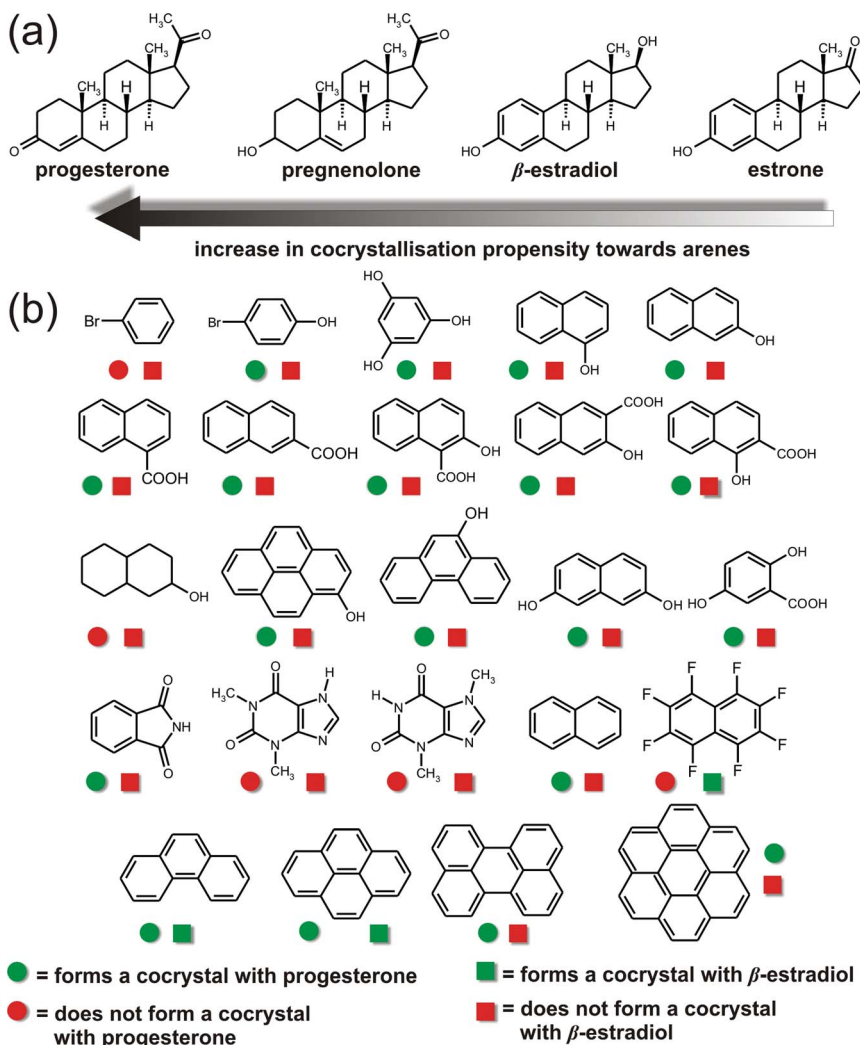 (a)
H₃C O
H₃C O
CH₃
CH₃
H₃C OH
H₃C O
CH₃
CH₃
H H H
H H H
H H H
H H H
O
HO
HO
HO
progesterone pregnenolone β-estradiol estrone
increase in cocrystallisation propensity towards arenes
(b)
Br
Br OH
HO OH HO
OH
OH
COOH
COOH
OH COOH
COOH OH
COOH OH
OH
OH
OH
HO OH
OH HO COOH
O NH O
O H H₃C N N O N N CH₃
O CH₃ H N N O N N CH₃
F F F F F F F F
= forms a cocrystal with progesterone
= forms a cocrystal with β-estradiol
= does not form a cocrystal
with progesterone
= does not form a cocrystal
with β-estradiol